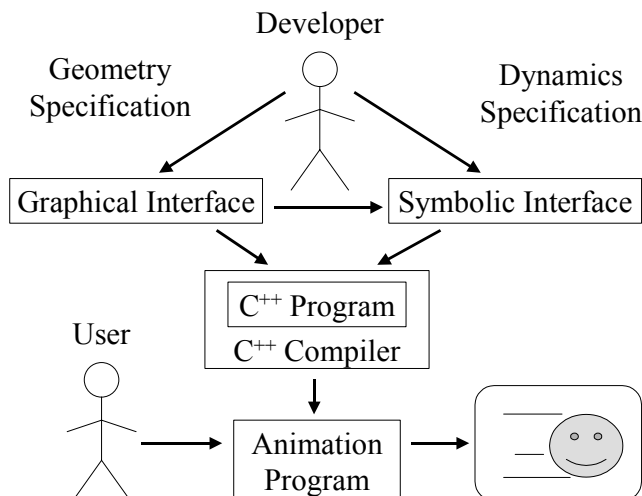 Developer
Geometry
Specification
Dynamics
Specification
Graphical Interface
Symbolic Interface
C++ Program
C++ Compiler
User
Animation
Program